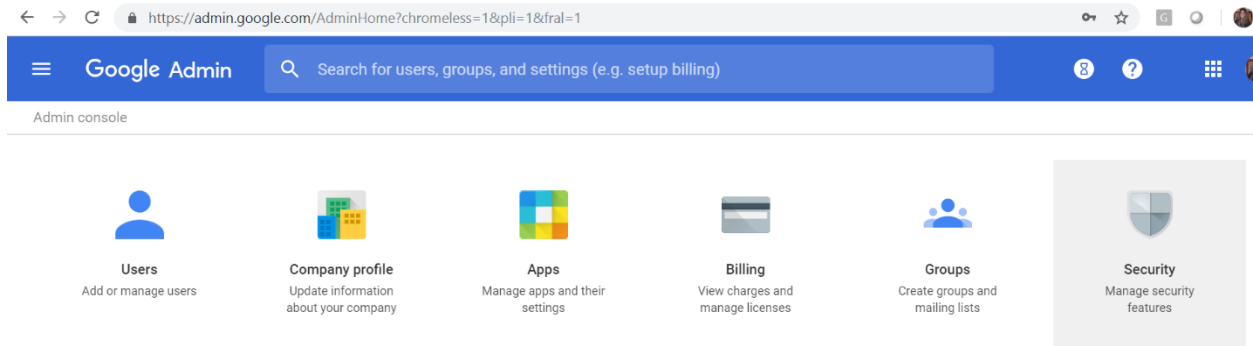 https://admin.google.com/AdminHome?chromeless=1&pli=1&fral=1
G
Google Admin
Search for users, groups, and settings (e.g. setup billing)
8
?
Admin console
Users
Add or manage users
Company profile
Update information
about your company
Apps
Manage apps and their
settings
Billing
View charges and
manage licenses
Groups
Create groups and
mailing lists
Security
Manage security
features